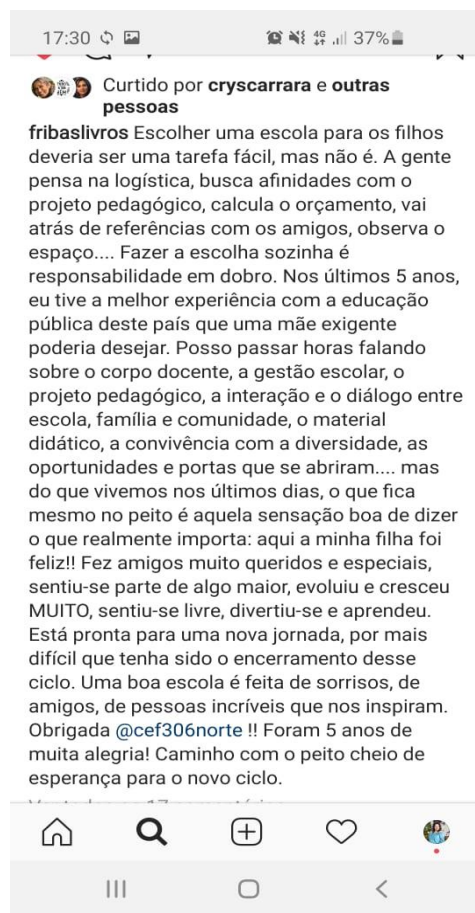 17:30
4G 37%
Curtido por cryscarrara e outras
pessoas
fribaslivros Escolher uma escola para os filhos
deveria ser uma tarefa fácil, mas não é. A gente
pensa na logística, busca afinidades com o
projeto pedagógico, calcula o orçamento, vai
atrás de referências com os amigos, observa o
espaço.... Fazer a escolha sozinha é
responsabilidade em dobro. Nos últimos 5 anos,
eu tive a melhor experiência com a educação
pública deste país que uma mãe exigente
poderia desejar. Posso passar horas falando
sobre o corpo docente, a gestão escolar, o
projeto pedagógico, a interação e o diálogo entre
escola, família e comunidade, o material
didático, a convivência com a diversidade, as
oportunidades e portas que se abriram.... mas
do que vivemos nos últimos dias, o que fica
mesmo no peito é aquela sensação boa de dizer
o que realmente importa: aqui a minha filha foi
feliz!! Fez amigos muito queridos e especiais,
sentiu-se parte de algo maior, evoluiu e cresceu
MUITO, sentiu-se livre, divertiu-se e aprendeu.
Está pronta para uma nova jornada, por mais
difícil que tenha sido o encerramento desse
ciclo. Uma boa escola é feita de sorrisos, de
amigos, de pessoas incríveis que nos inspiram.
Obrigada @cef306norte !! Foram 5 anos de
muita alegria! Caminho com o peito cheio de
esperança para o novo ciclo.